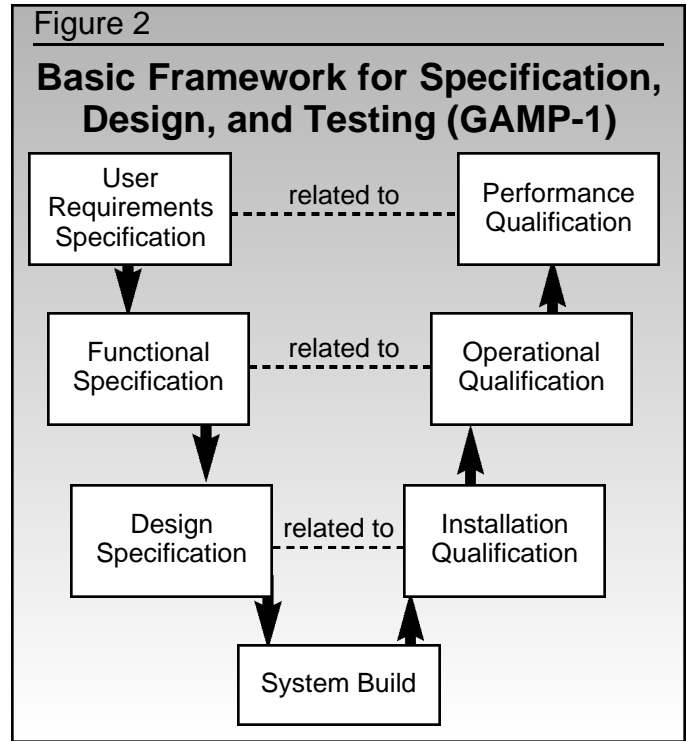 Figure 2
Basic Framework for Specification,
Design, and Testing (GAMP-1)
User
Requirements
Specification
related to
Performance
Qualification
Functional
Specification
related to
Operational
Qualification
Design
Specification
related to
Installation
Qualification
System Build